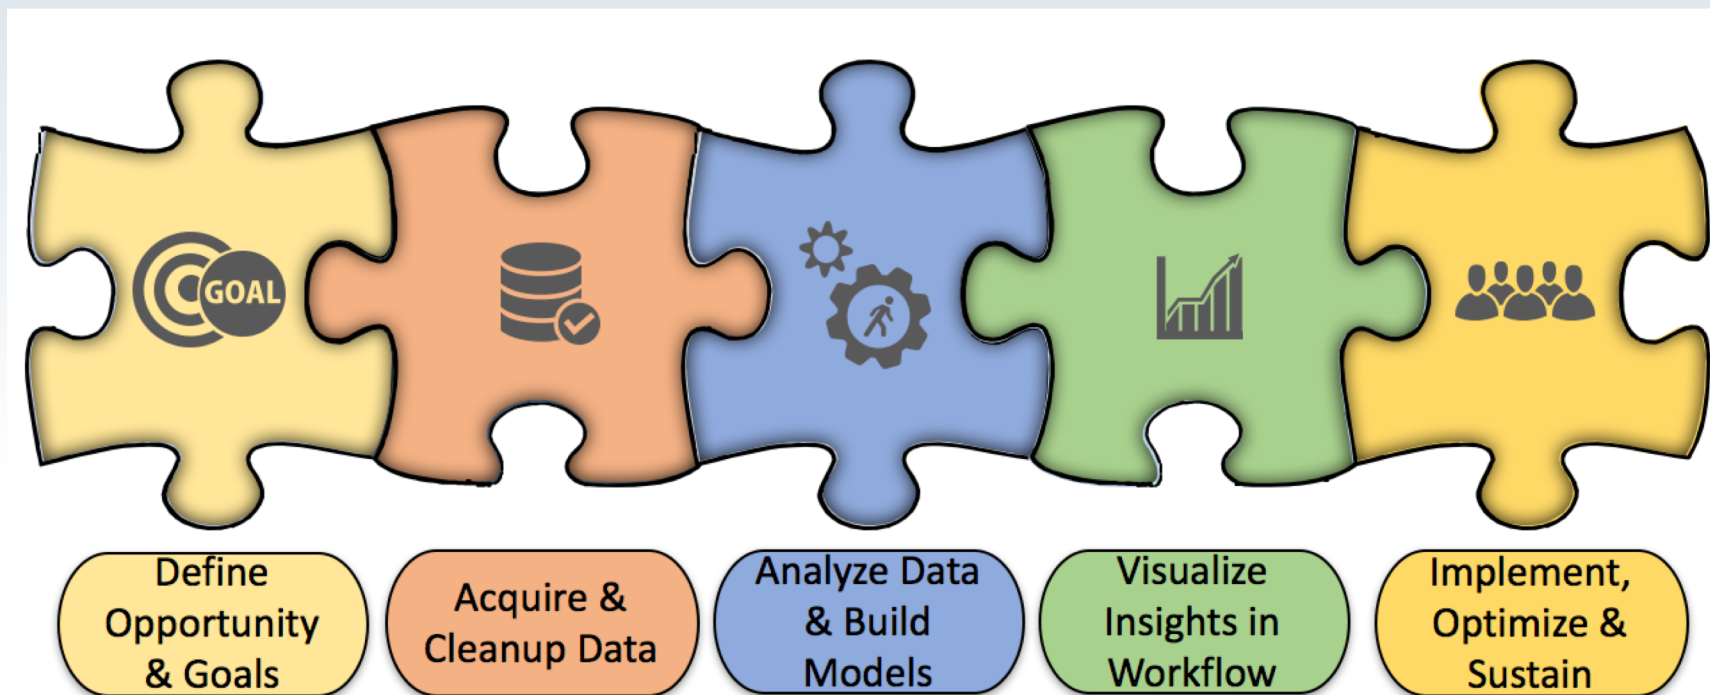 GOAL
Define
Opportunity
& Goals
Acquire &
Cleanup Data
Analyze Data
& Build
Models
Visualize
Insights in
Workflow
Implement,
Optimize &
Sustain